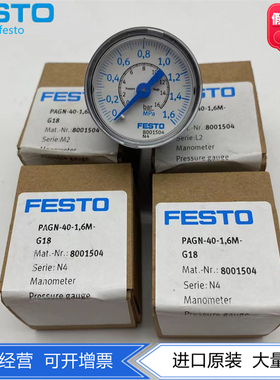 FESTO
festo
假
FESTO
PAGN-40-1,6M-
G18
Mat.-Nr.: 8001504
Serie: M2
Manometer
0,6
0,8
1,0
0,4
1,2
0,2
1,4
0
1,6
bar
MPa
FESTO
8001504
N4
-40-1,6M-
8001504
Serie: L2
FESTO
PAGN-40-1,6M-
G18
Mat.-Nr.: 8001504
Serie: N4
Manometer
Pressure gauge
FESTO
PAGN-40-1,6M-
G18
Mat.-Nr.: 8001504
Serie: N4
Manometer
Pressure gauge
经营 可开增票
进口原装 大量